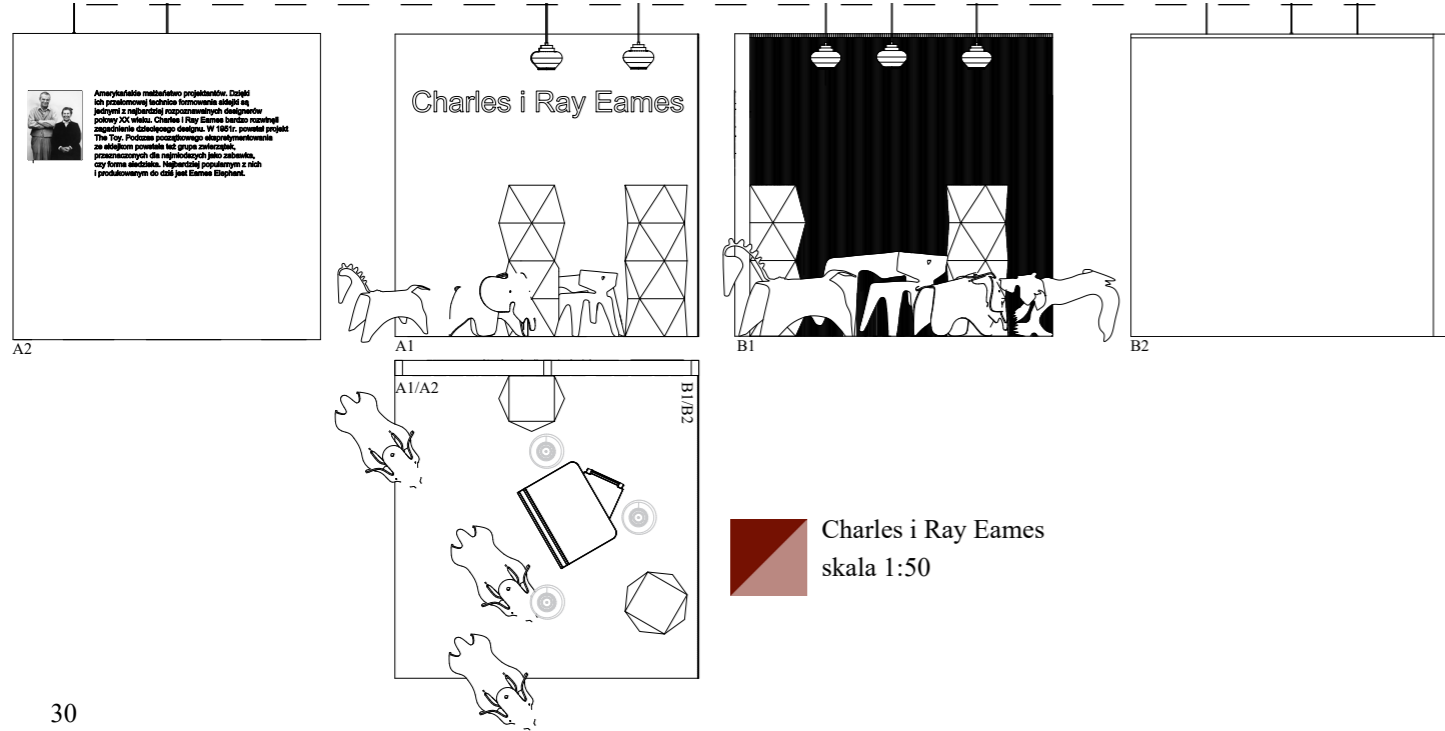 Amerykańskie małżeństwo projektantów. Dzięki
ich przełomowej technice formowania sklejki są
jednymi z najbardziej rozpoznawalnych designerów
połowy XX wieku. Charles i Ray Eames bardzo rozwinęli
zagadnienie dziecięcego designu. W 1951r. powstał projekt
The Toy. Podczas początkowego eksperymentowania
ze sklejkom powstała też grupa zwierzątek,
przeznaczonych dla najmłodszych jako zabawka,
czy forma siedziska. Najbardziej popularnym z nich
i produkowanym do dziś jest Eames Elephant.
A2
Charles i Ray Eames
A1
B1
B2
A1/A2
B1/B2
Charles i Ray Eames
skala 1:50
30